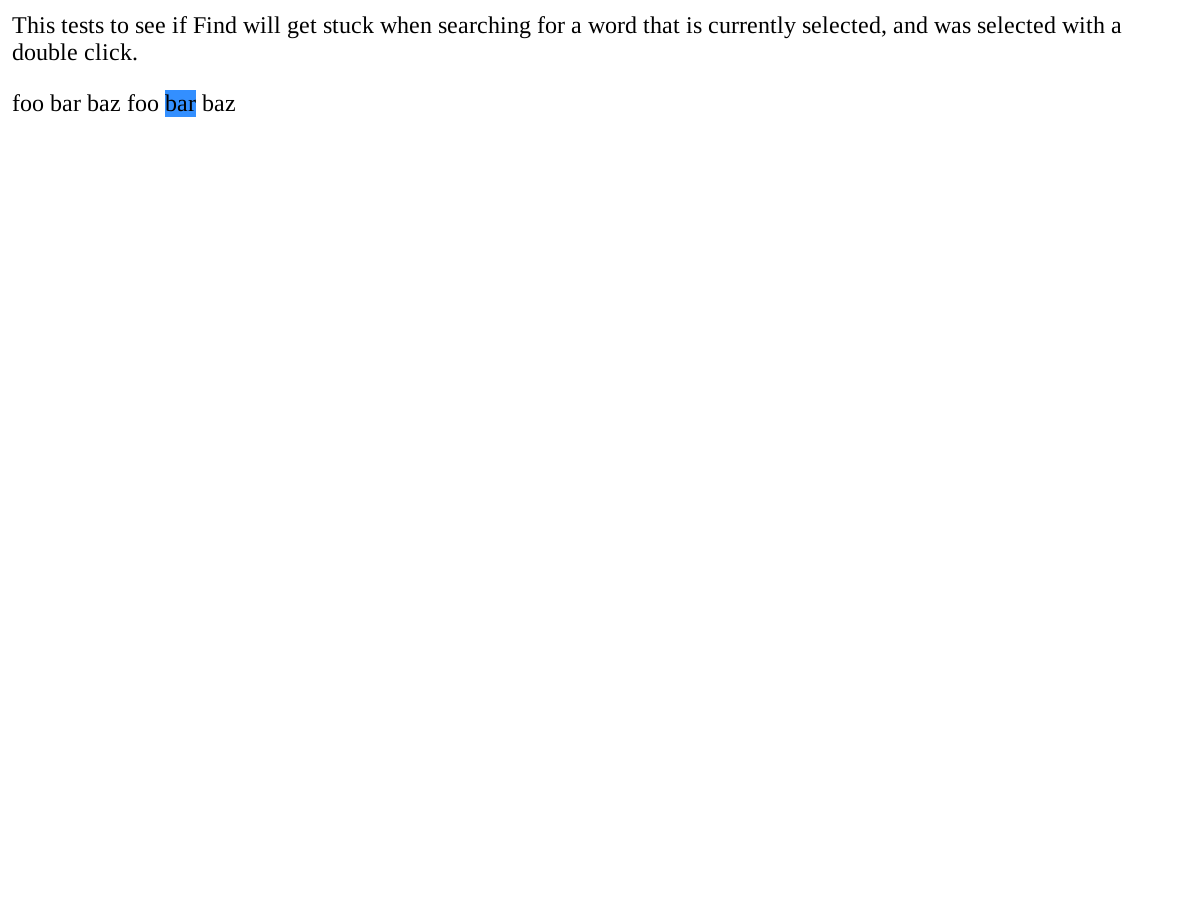 This tests to see if Find will get stuck when searching for a word that is currently selected, and was selected with a
double click.
foo bar baz foo bar baz